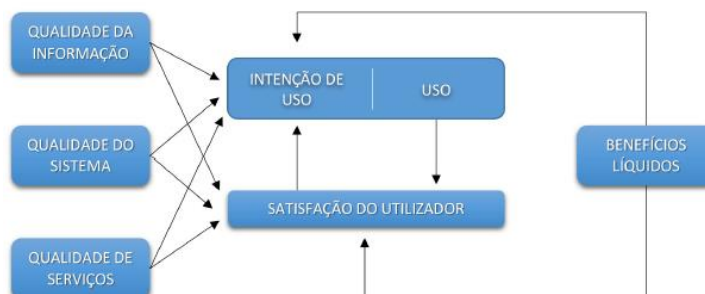 QUALIDADE DA
INFORMAÇÃO
INTENÇÃO DE
USO
USO
QUALIDADE DO
SISTEMA
BENEFÍCIOS
LÍQUIDOS
SATISFAÇÃO DO UTILIZADOR
QUALIDADE DE
SERVIÇOS